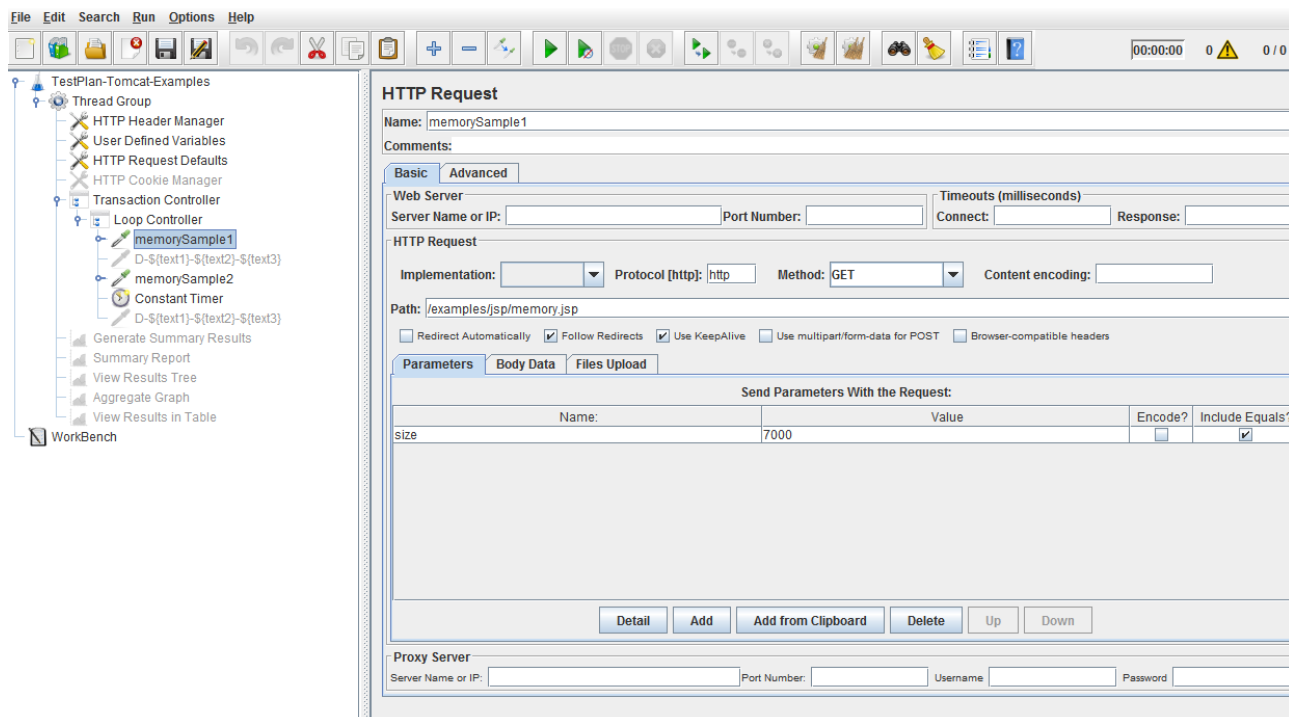 File Edit Search Run Options Help
STOP
00:00:00 0 0 / 0
TestPlan-Tomcat-Examples
Thread Group
HTTP Header Manager
User Defined Variables
HTTP Request Defaults
HTTP Cookie Manager
Transaction Controller
Loop Controller
memorySample1
D-${text1}-${text2}-${text3}
memorySample2
Constant Timer
D-${text1}-${text2}-${text3}
Generate Summary Results
Summary Report
View Results Tree
Aggregate Graph
View Results in Table
WorkBench
HTTP Request
Name: memorySample1
Comments:
Basic Advanced
Web Server Timeouts (milliseconds)
Server Name or IP: Port Number: Connect: Response:
HTTP Request
Implementation: Protocol [http]: http Method: GET Content encoding:
Path: /examples/jsp/memory.jsp
Redirect Automatically Follow Redirects Use KeepAlive Use multipart/form-data for POST Browser-compatible headers
Parameters Body Data Files Upload
Send Parameters With the Request:
Name: Value Encode? Include Equals?
size 7000
Detail Add Add from Clipboard Delete Up Down
Proxy Server
Server Name or IP: Port Number: Username Password